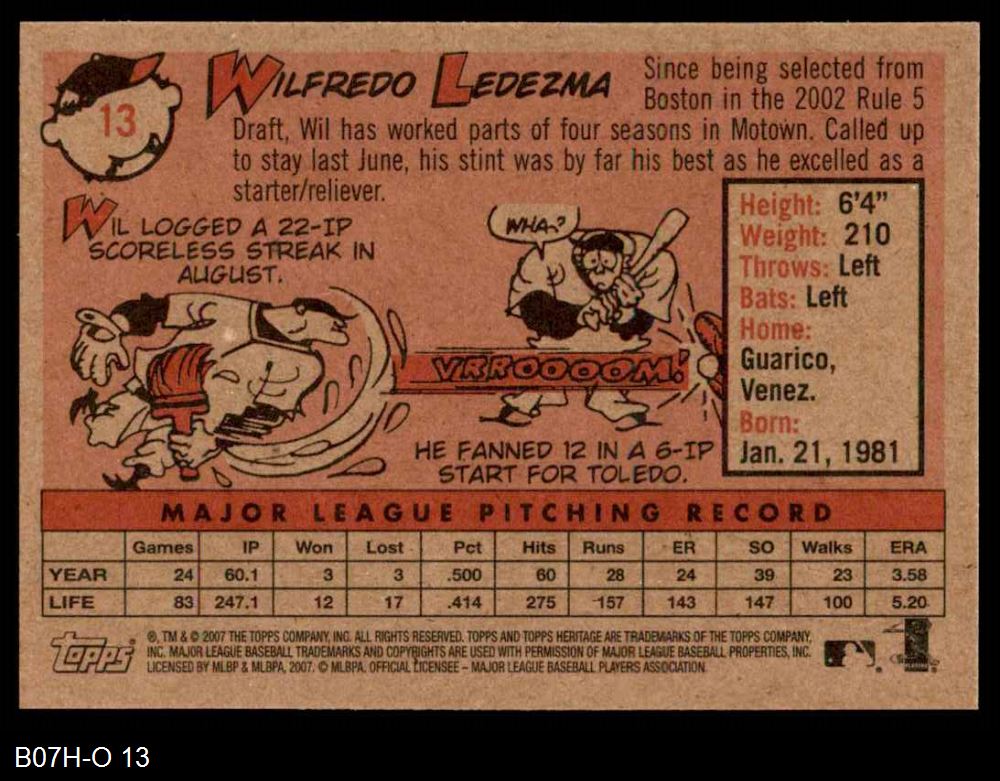 13
WILFREDO LEDEZMA
Since being selected from
Boston in the 2002 Rule 5
Draft, Wil has worked parts of four seasons in Motown. Called up
to stay last June, his stint was by far his best as he excelled as a
starter/reliever.
WIL LOGGED A 22-IP
SCORELESS STREAK IN
AUGUST.
WHA?
VRROOOOOM!
HE FANNED 12 IN A 6-IP
START FOR TOLEDO.
Height: 6'4"
Weight: 210
Throws: Left
Bats: Left
Home:
Guarico,
Venez.
Born:
Jan. 21, 1981
MAJOR LEAGUE PITCHING RECORD
Games IP Won Lost Pct Hits Runs ER SO Walks ERA
YEAR 24 60.1 3 3 .500 60 28 24 39 23 3.58
LIFE 83 247.1 12 17 .414 275 157 143 147 100 5.20
Topps
®, TM & © 2007 THE TOPPS COMPANY, INC. ALL RIGHTS RESERVED. TOPPS AND TOPPS HERITAGE ARE TRADEMARKS OF THE TOPPS COMPANY,
INC. MAJOR LEAGUE BASEBALL TRADEMARKS AND COPYRIGHTS ARE USED WITH PERMISSION OF MAJOR LEAGUE BASEBALL PROPERTIES, INC.
LICENSED BY MLBP & MLBPA, 2007. © MLBPA. OFFICIAL LICENSEE – MAJOR LEAGUE BASEBALL PLAYERS ASSOCIATION.
B07H-O 13